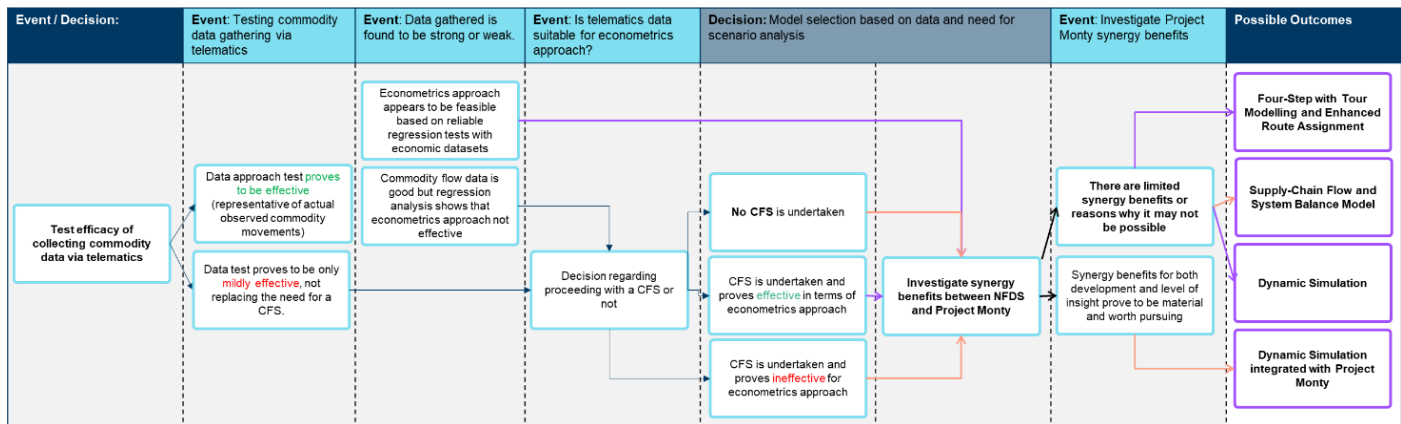 Event / Decision:
Event: Testing commodity
data gathering via
telematics
Event: Data gathered is
found to be strong or weak.
Event: Is telematics data
suitable for econometrics
approach?
Decision: Model selection based on data and need for
scenario analysis
Event: Investigate Project
Monty synergy benefits
Possible Outcomes
Test efficacy of
collecting commodity
data via telematics
Data approach test proves
to be effective
(representative of actual
observed commodity
movements)
Data test proves to be only
mildly effective, not
replacing the need for a
CFS.
Econometrics approach
appears to be feasible
based on reliable
regression tests with
economic datasets
Commodity flow data is
good but regression
analysis shows that
econometrics approach not
effective
Decision regarding
proceeding with a CFS or
not
No CFS is undertaken
CFS is undertaken and
proves effective in terms of
econometrics approach
CFS is undertaken and
proves ineffective for
econometrics approach
Investigate synergy
benefits between NFDS
and Project Monty
There are limited
synergy benefits or
reasons why it may not
be possible
Synergy benefits for both
development and level of
insight prove to be material
and worth pursuing
Four-Step with Tour
Modelling and Enhanced
Route Assignment
Supply-Chain Flow and
System Balance Model
Dynamic Simulation
Dynamic Simulation
integrated with Project
Monty